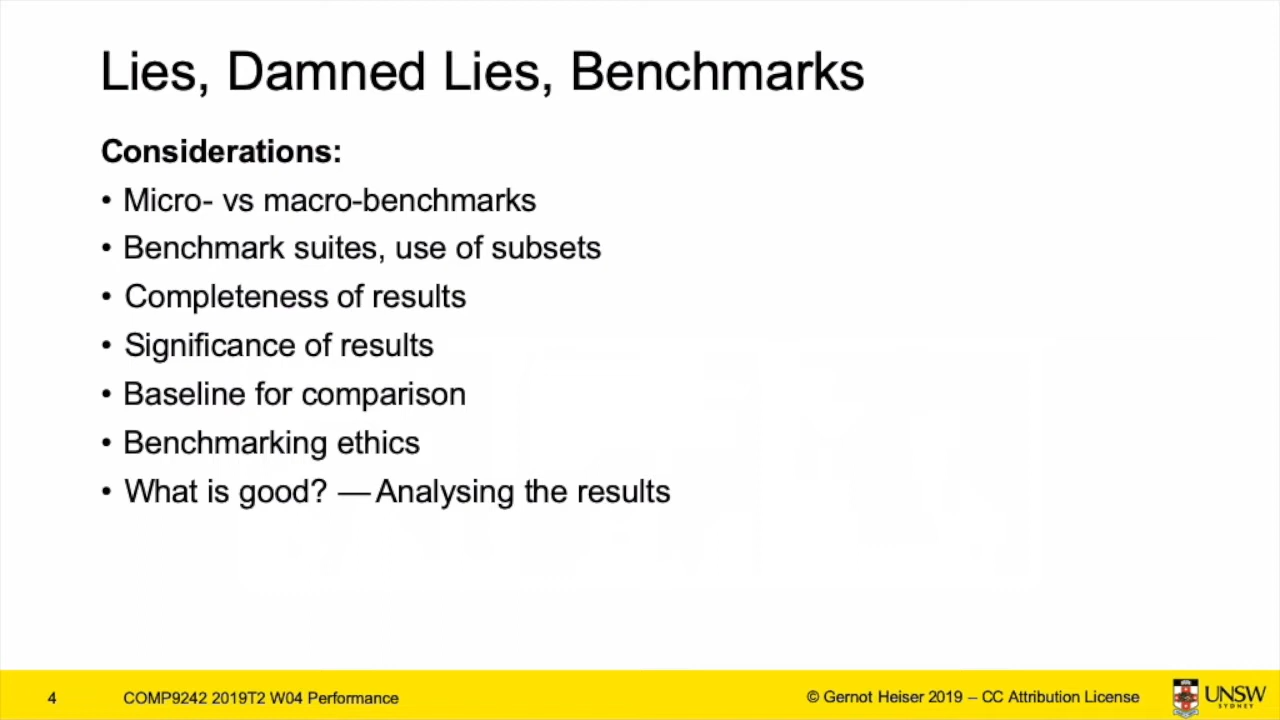 Lies, Damned Lies, Benchmarks
Considerations:
• Micro- vs macro-benchmarks
• Benchmark suites, use of subsets
• Completeness of results
• Significance of results
• Baseline for comparison
• Benchmarking ethics
• What is good? — Analysing the results
4 COMP9242 2019T2 W04 Performance © Gernot Heiser 2019 – CC Attribution License UNSW
SYDNEY